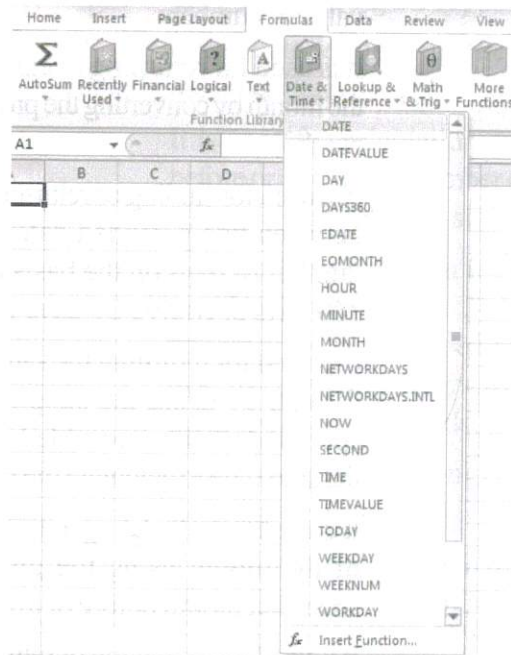 Home Insert Page Layout Formulas Data Review View
Σ ? A θ
AutoSum Recently Financial Logical Text Date & Lookup & Math More
Used Time Reference & Trig Functions
Function Library
A1 fx
B C D
DATE
DATEVALUE
DAY
DAYS360
EDATE
EOMONTH
HOUR
MINUTE
MONTH
NETWORKDAYS
NETWORKDAYS.INTL
NOW
SECOND
TIME
TIMEVALUE
TODAY
WEEKDAY
WEEKNUM
WORKDAY
fx Insert Function...